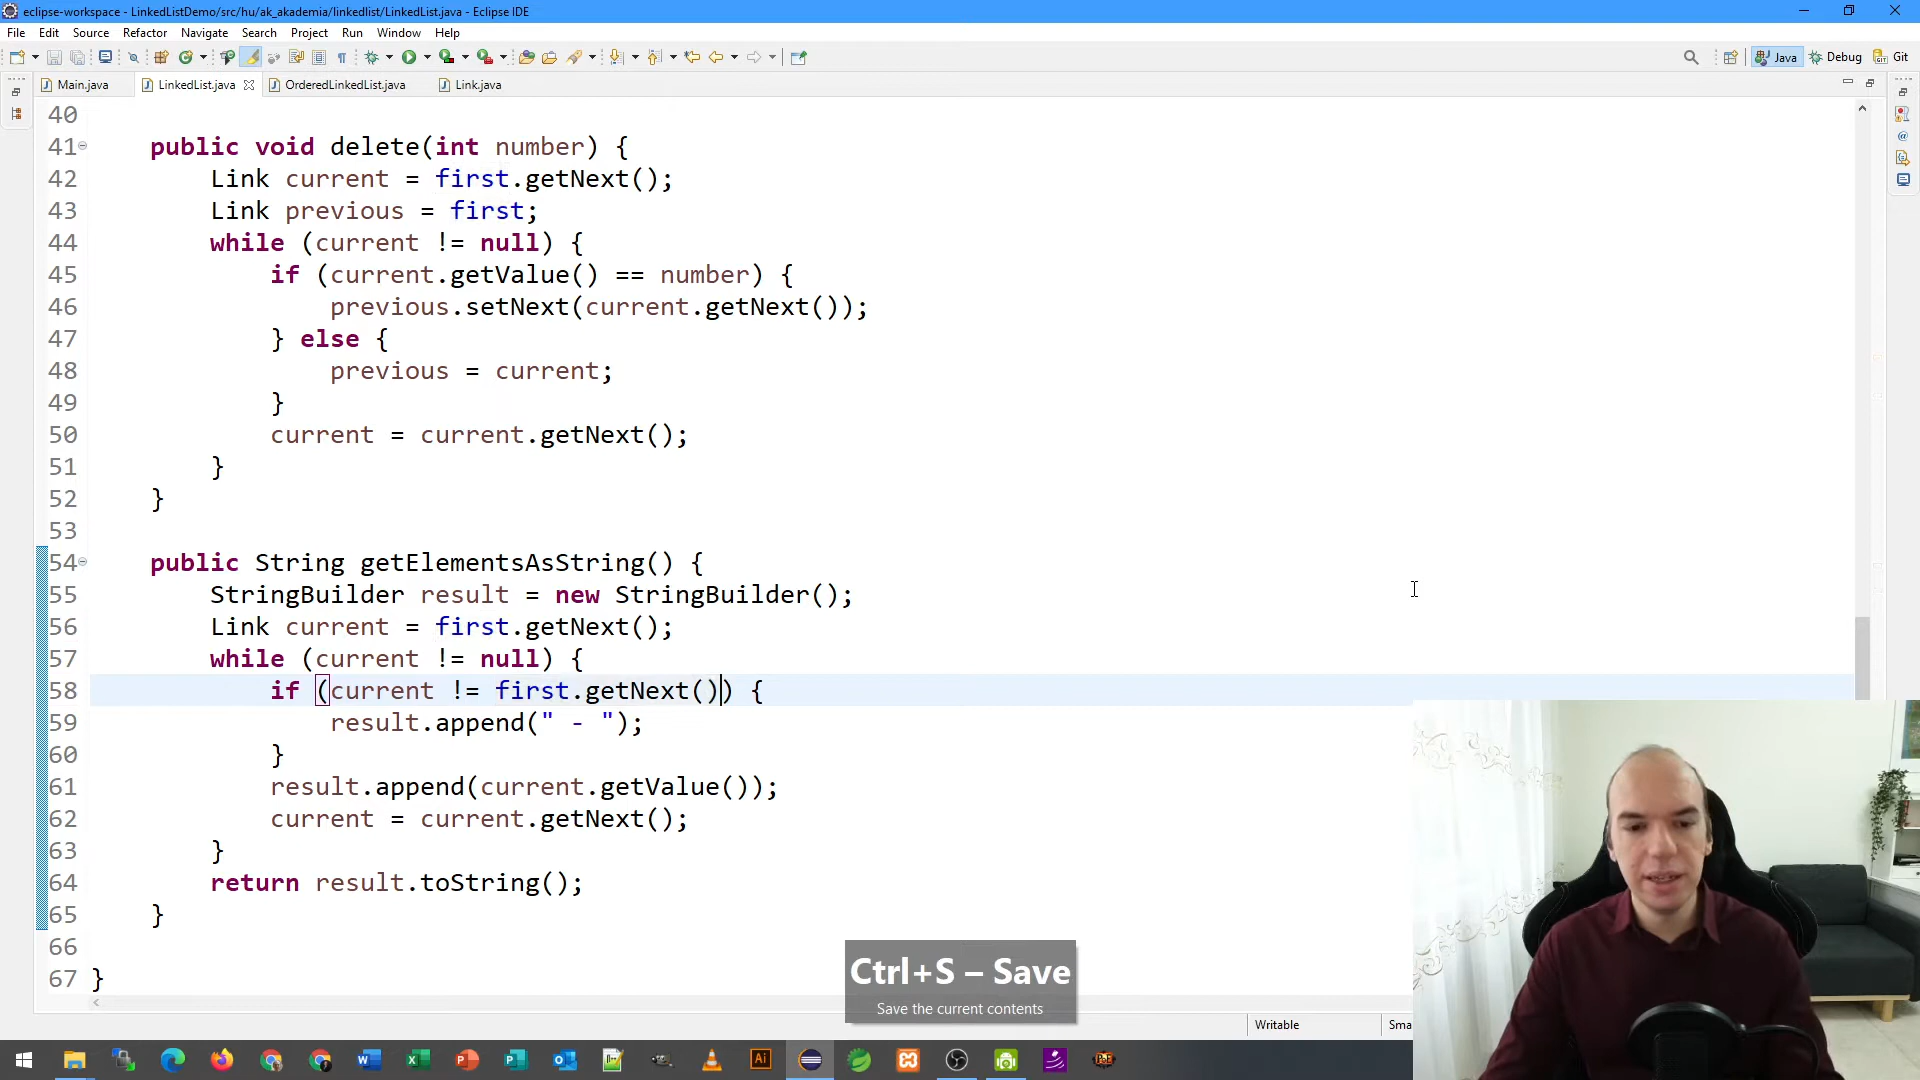 eclipse-workspace - LinkedListDemo/src/hu/ak_akademia/linkedlist/LinkedList.java - Eclipse IDE
File Edit Source Refactor Navigate Search Project Run Window Help
Java Debug Git
Main.java LinkedList.java OrderedLinkedList.java Link.java
40
41 public void delete(int number) {
42 Link current = first.getNext();
43 Link previous = first;
44 while (current != null) {
45 if (current.getValue() == number) {
46 previous.setNext(current.getNext());
47 } else {
48 previous = current;
49 }
50 current = current.getNext();
51 }
52 }
53
54 public String getElementsAsString() {
55 StringBuilder result = new StringBuilder();
56 Link current = first.getNext();
57 while (current != null) {
58 if (current != first.getNext()) {
59 result.append(" - ");
60 }
61 result.append(current.getValue());
62 current = current.getNext();
63 }
64 return result.toString();
65 }
66
67 }
Ctrl+S – Save
Save the current contents
Writable Sma